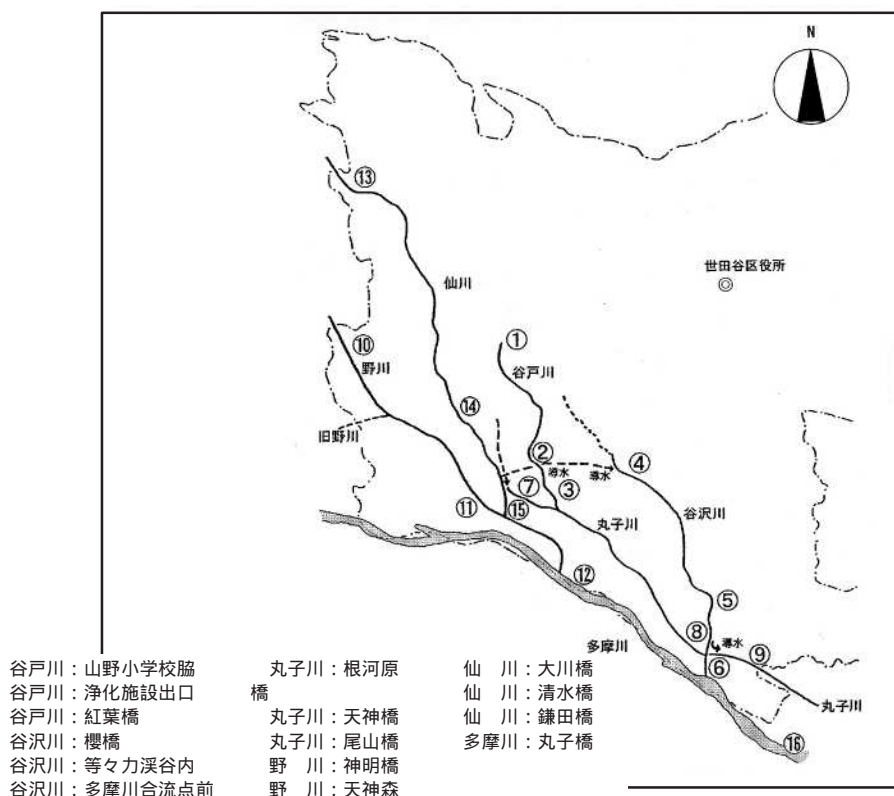 N
⑬
世田谷区役所
仙川
①
⑩
谷戸川
野川
⑭
旧野川
②
④
導水
導水
⑦
③
谷沢川
⑪
⑮
丸子川
⑫
⑤
⑧
導水
多摩川
⑨
⑥
丸子川
⑯
谷戸川：山野小学校脇
谷戸川：浄化施設出口
谷戸川：紅葉橋
谷沢川：櫻橋
谷沢川：等々力渓谷内
谷沢川：多摩川合流点前
丸子川：根河原
橋
丸子川：天神橋
丸子川：尾山橋
野　川：神明橋
野　川：天神森
仙　川：大川橋
仙　川：清水橋
仙　川：鎌田橋
多摩川：丸子橋